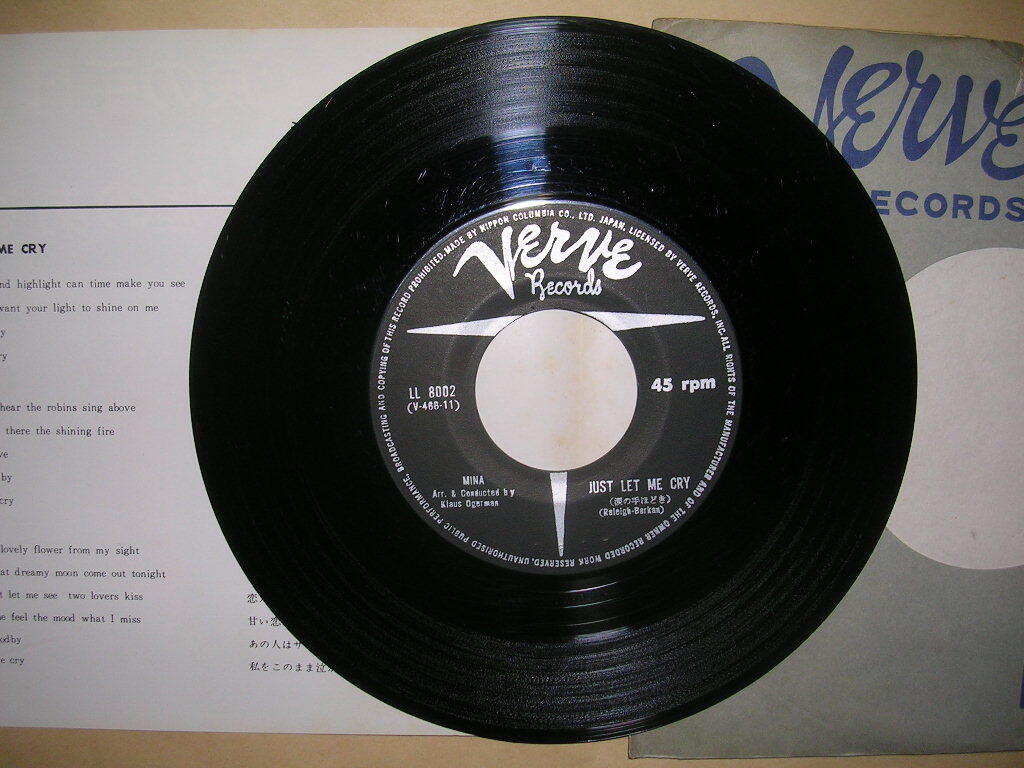 ME CRY
nd highlight can time make you see
want your light to shine on me
y
ry
hear the robins sing above
there the shining fire
ve
by
cry
lovely flower from my sight
at dreamy moon come out tonight
t let me see two lovers kiss
e feel the mood what I miss
odby
e cry
恋
甘い恋
あの人はサ
私をこのまま泣か
UNAUTHORISED PUBLIC PERFORMANCE, BROADCASTING AND COPYING OF THIS RECORD PROHIBITED. MADE BY NIPPON COLUMBIA CO., LTD. JAPAN, LICENSED BY VERVE RECORDS, INC. ALL RIGHTS OF THE MANUFACTURER AND OF THE OWNER RECORDED WORK RESERVED.
Verve
Records
LL 8002
(V-46B-11)
45 rpm
MINA
Arr. & Conducted by
Klaus Ogerman
JUST LET ME CRY
(涙の手ほどき)
(Raleigh-Barkan)
Verve
ECORDS